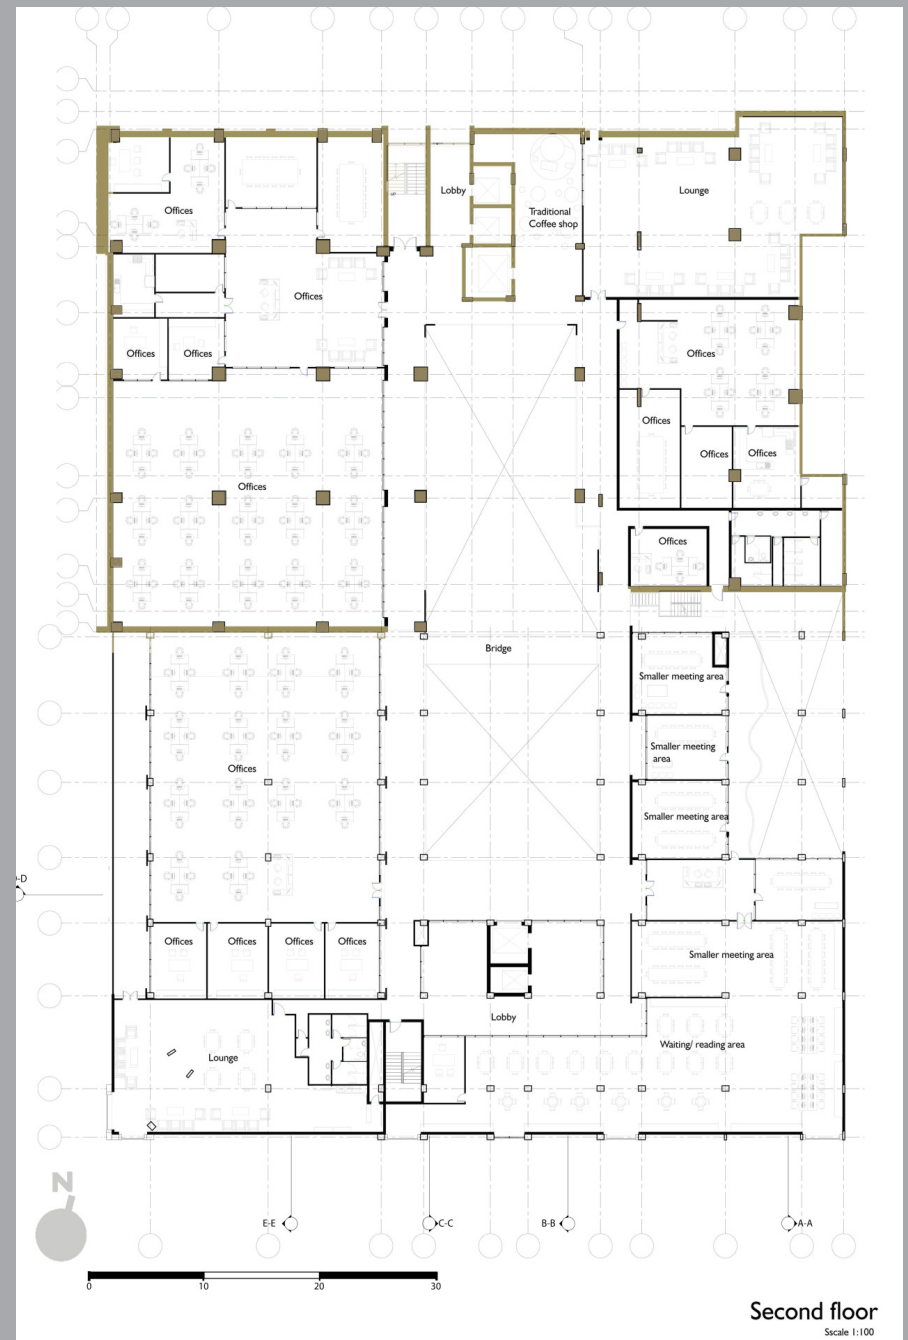 Lobby
Lounge
Offices
Traditional
Coffee shop
Offices
Offices
Offices
Offices
Offices
Offices
Offices
Offices
Offices
Offices
Bridge
Smaller meeting area
Smaller meeting
area
Offices
Smaller meeting area
-D
Offices
Offices
Offices
Offices
Smaller meeting area
Lobby
Lounge
Waiting/ reading area
N
E-E
C-C
B-B
A-A
0
10
20
30
Second floor
Sscale 1:100